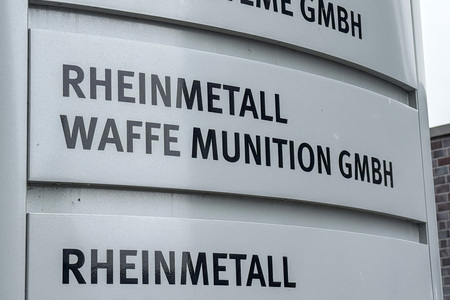 GMBH
RHEINMETALL
WAFFE MUNITION GMBH
RHEINMETALL